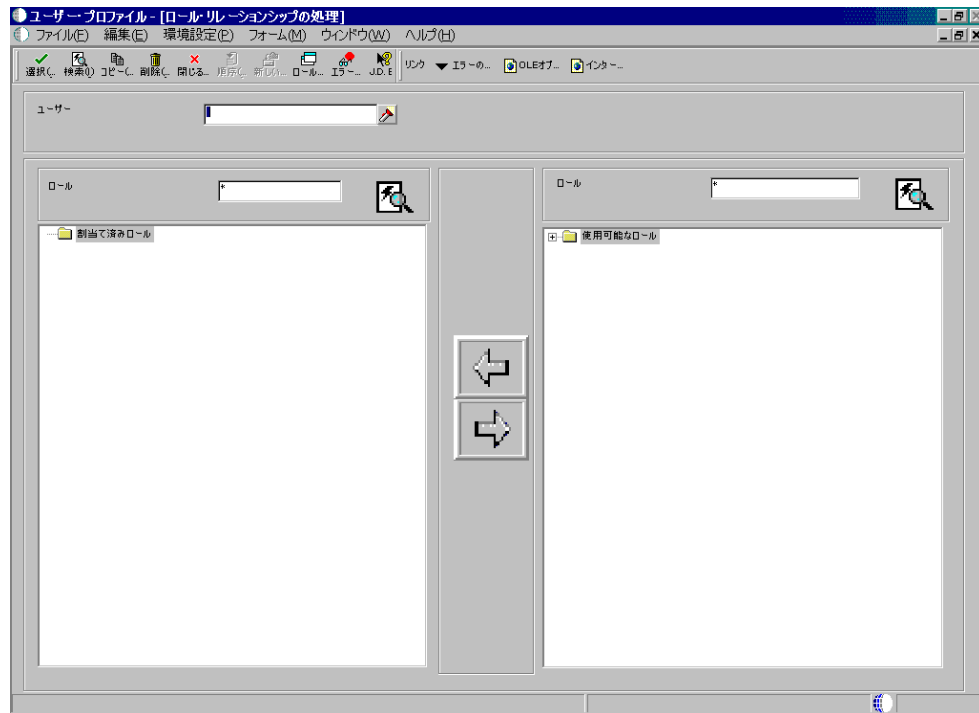 ユーザー・プロファイル - [ロール・リレーションシップの処理]
ファイル(F) 編集(E) 環境設定(P) フォーム(M) ウィンドウ(W) ヘルプ(H)
選択(... 検索(I) コピー(... 削除(... 閉じる... 順序(... 新しい... ロール... エラー... J.D. E リンク エラーの... OLEオブ... インター...
ユーザー
ロール *
ロール *
割当て済みロール
使用可能なロール